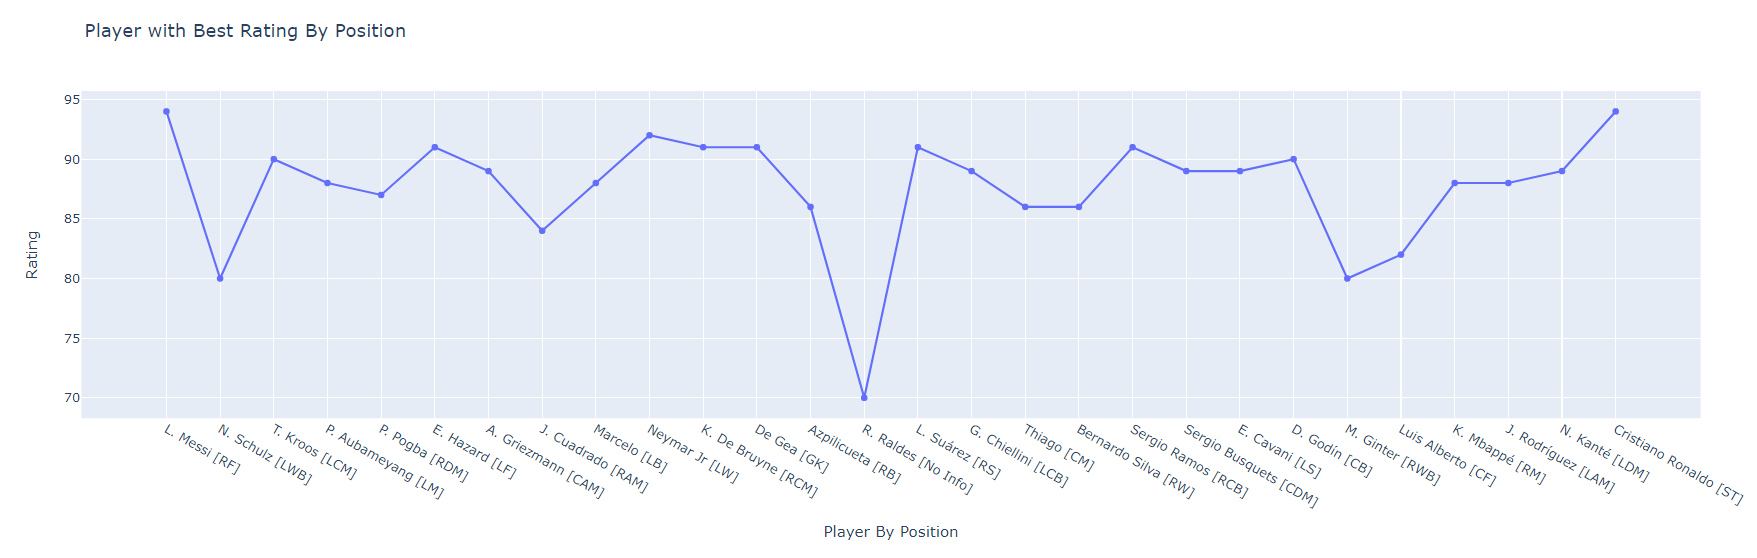 Player with Best Rating By Position
95
90
85
80
75
70
Rating
L. Messi [RF]
N. Schulz [LWB]
T. Kroos [LCM]
P. Aubameyang [LM]
P. Pogba [RDM]
E. Hazard [LF]
A. Griezmann [CAM]
J. Cuadrado [RAM]
Marcelo [LB]
Neymar Jr [LW]
K. De Bruyne [RCM]
De Gea [GK]
Azpilicueta [RB]
R. Raldes [No Info]
L. Suárez [RS]
G. Chiellini [LCB]
Thiago [CM]
Bernardo Silva [RW]
Sergio Ramos [RCB]
Sergio Busquets [CDM]
E. Cavani [LS]
D. Godín [CB]
M. Ginter [RWB]
Luis Alberto [CF]
K. Mbappé [RM]
J. Rodríguez [LAM]
N. Kanté [LDM]
Cristiano Ronaldo [ST]
Player By Position